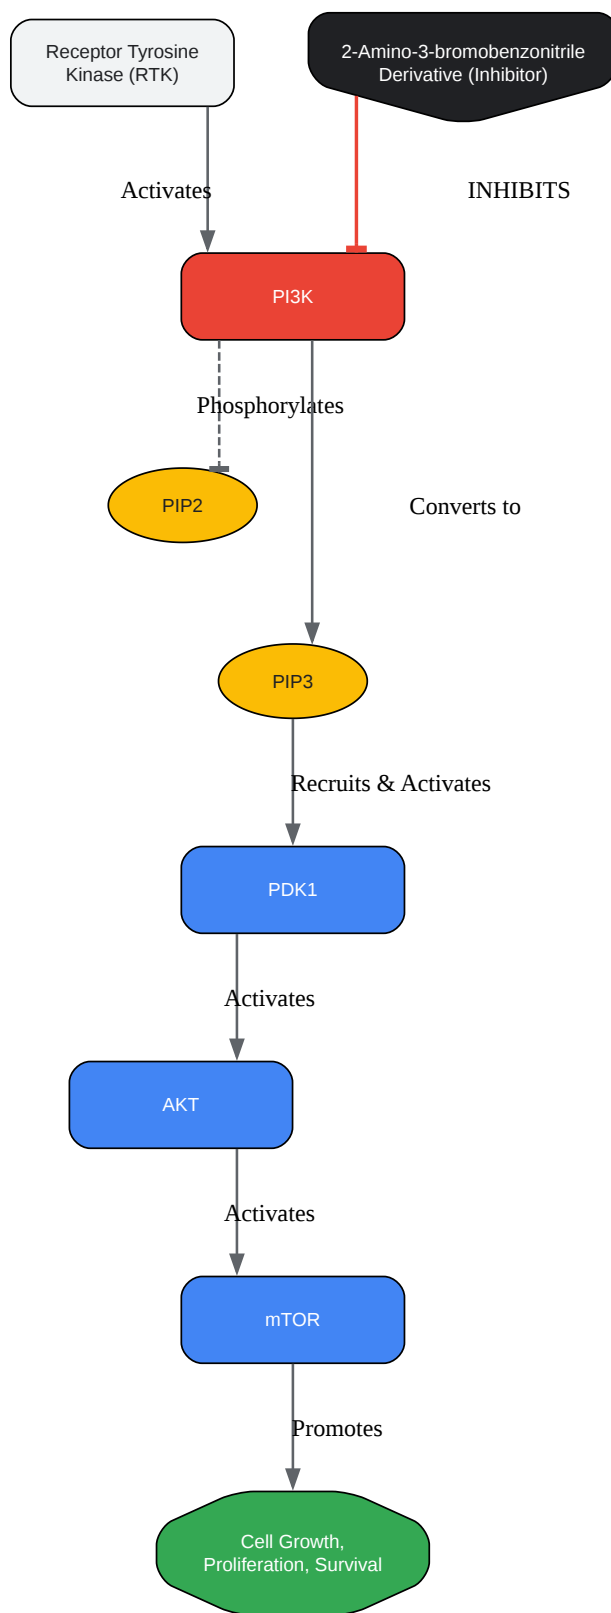 Receptor Tyrosine
Kinase (RTK)
2-Amino-3-bromobenzonitrile
Derivative (Inhibitor)
Activates
INHIBITS
PI3K
Phosphorylates
PIP2
Converts to
PIP3
Recruits & Activates
PDK1
Activates
AKT
Activates
mTOR
Promotes
Cell Growth,
Proliferation, Survival